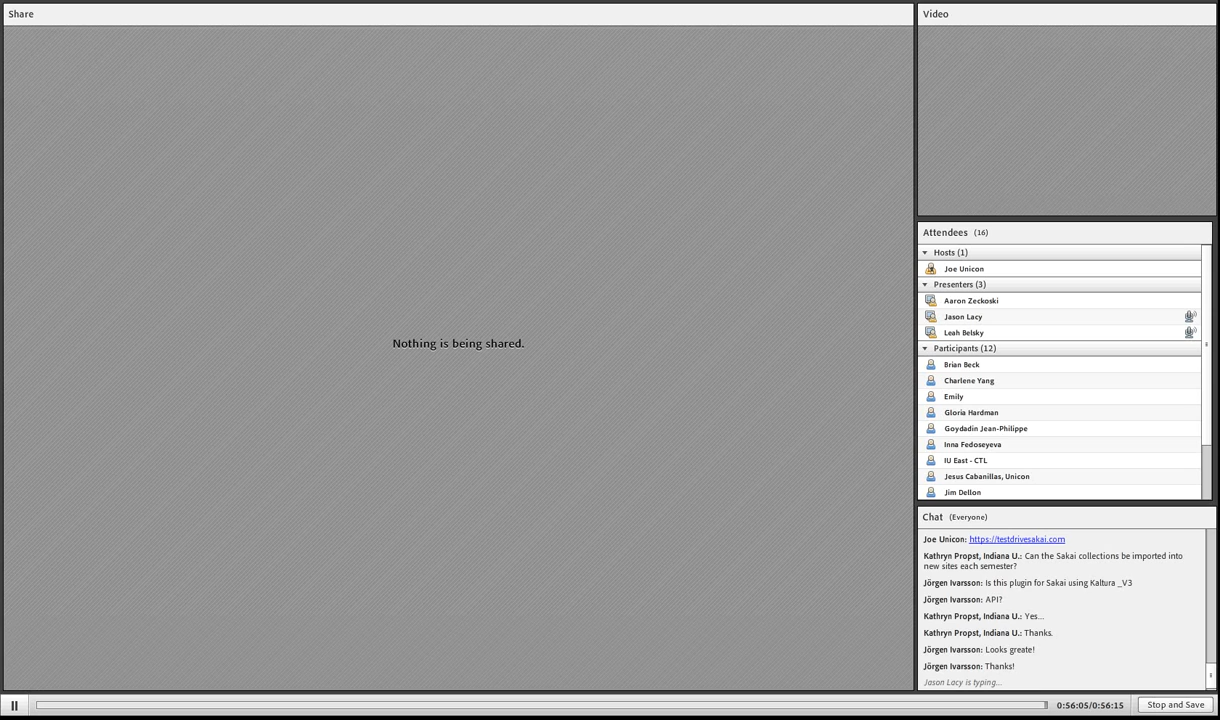 Share
Nothing is being shared.
Video
Attendees (16)
Hosts (1)
Joe Unicon
Presenters (3)
Aaron Zeckoski
Jason Lacy
Leah Belsky
Participants (12)
Brian Beck
Charlene Yang
Emily
Gloria Hardman
Goydadin Jean-Philippe
Inna Fedoseyeva
IU East - CTL
Jesus Cabanillas, Unicon
Jim Dellon
Chat (Everyone)
Joe Unicon: https://testdrivesakai.com
Kathryn Propst, Indiana U.: Can the Sakai collections be imported into
new sites each semester?
Jörgen Ivarsson: Is this plugin for Sakai using Kaltura _V3
Jörgen Ivarsson: API?
Kathryn Propst, Indiana U.: Yes...
Kathryn Propst, Indiana U.: Thanks.
Jörgen Ivarsson: Looks greate!
Jörgen Ivarsson: Thanks!
Jason Lacy is typing...
0:56:05/0:56:15
Stop and Save